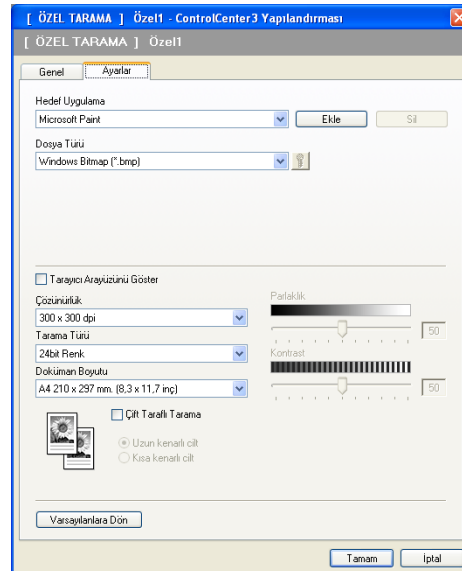 [ ÖZEL TARAMA ] Özel1 - ControlCenter3 Yapılandırması
[ ÖZEL TARAMA ] Özel1
Genel Ayarlar
Hedef Uygulama
Microsoft Paint Ekle Sil
Dosya Türü
Windows Bitmap (*.bmp)
Tarayıcı Arayüzünü Göster
Çözünürlük Parlaklık
300 x 300 dpi 50
Tarama Türü
24bit Renk Kontrast
Doküman Boyutu
A4 210 x 297 mm. (8,3 x 11,7 inç) 50
Çift Taraflı Tarama
Uzun kenarlı cilt
Kısa kenarlı cilt
Varsayılanlara Dön
Tamam İptal